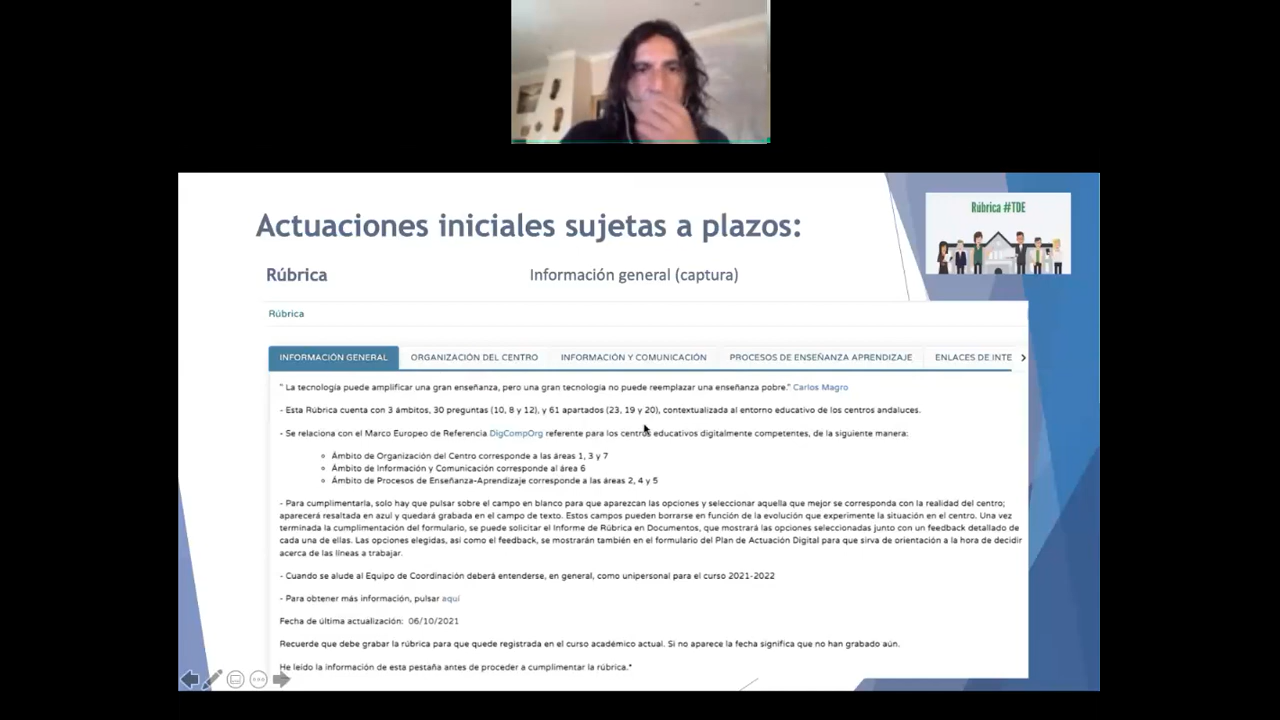 Actuaciones iniciales sujetas a plazos:
Rúbrica #TDE
Rúbrica
Información general (captura)
Rúbrica
INFORMACIÓN GENERAL
ORGANIZACIÓN DEL CENTRO
INFORMACIÓN Y COMUNICACIÓN
PROCESOS DE ENSEÑANZA APRENDIZAJE
ENLACES DE INTE
" La tecnología puede amplificar una gran enseñanza, pero una gran tecnología no puede reemplazar una enseñanza pobre." Carlos Magro
- Esta Rúbrica cuenta con 3 ámbitos, 30 preguntas (10, 8 y 12), y 61 apartados (23, 19 y 20), contextualizada al entorno educativo de los centros andaluces.
- Se relaciona con el Marco Europeo de Referencia DigCompOrg referente para los centros educativos digitalmente competentes, de la siguiente manera:
Ámbito de Organización del Centro corresponde a las áreas 1, 3 y 7
Ámbito de Información y Comunicación corresponde al área 6
Ámbito de Procesos de Enseñanza-Aprendizaje corresponde a las áreas 2, 4 y 5
- Para cumplimentarla, solo hay que pulsar sobre el campo en blanco para que aparezcan las opciones y seleccionar aquella que mejor se corresponda con la realidad del centro;
aparecerá resaltada en azul y quedará grabada en el campo de texto. Estos campos pueden borrarse en función de la evolución que experimente la situación en el centro. Una vez
terminada la cumplimentación del formulario, se puede solicitar el Informe de Rúbrica en Documentos, que mostrará las opciones seleccionadas junto con un feedback detallado de
cada una de ellas. Las opciones elegidas, así como el feedback, se mostrarán también en el formulario del Plan de Actuación Digital para que sirva de orientación a la hora de decidir
acerca de las líneas a trabajar.
- Cuando se alude al Equipo de Coordinación deberá entenderse, en general, como unipersonal para el curso 2021-2022
- Para obtener más información, pulsar aquí
Fecha de última actualización: 06/10/2021
Recuerde que debe grabar la rúbrica para que quede registrada en el curso académico actual. Si no aparece la fecha significa que no han grabado aún.
He leído la información de esta pestaña antes de proceder a cumplimentar la rúbrica.*